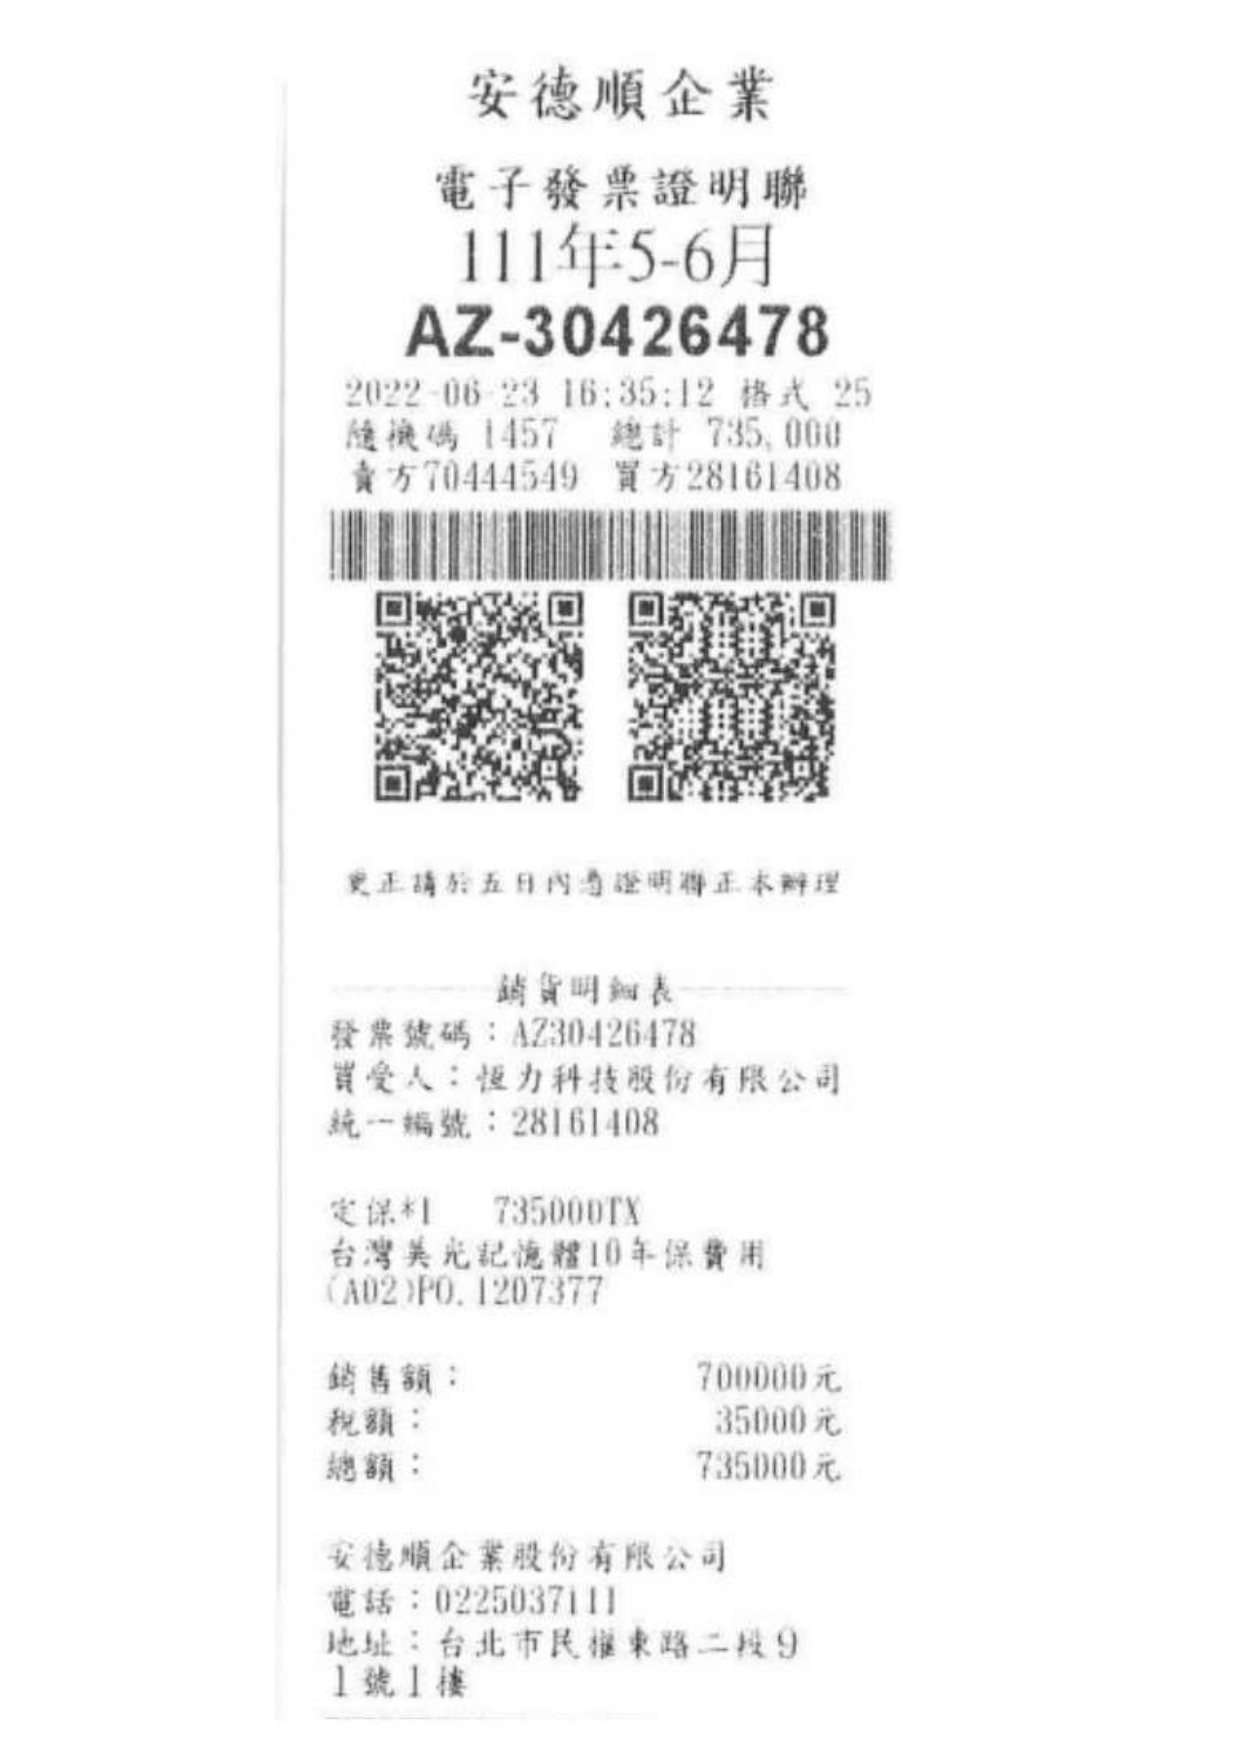 安德順企業
電子發票證明聯
111年5-6月
AZ-30426478
2022-06-23 16:35:12 格式 25
隨機碼 1457 總計 735,000
賣方70444549 買方28161408
更正請於五日內憑證明聯正本辦理
銷貨明細表
發票號碼：AZ30426478
買受人：恆力科技股份有限公司
統一編號：28161408
定保*1 735000TX
台灣美光記憶體10年保費用
(A02)PO.1207377
銷售額： 700000元
稅額： 35000元
總額： 735000元
安德順企業股份有限公司
電話：0225037111
地址：台北市民權東路二段9
1號1樓